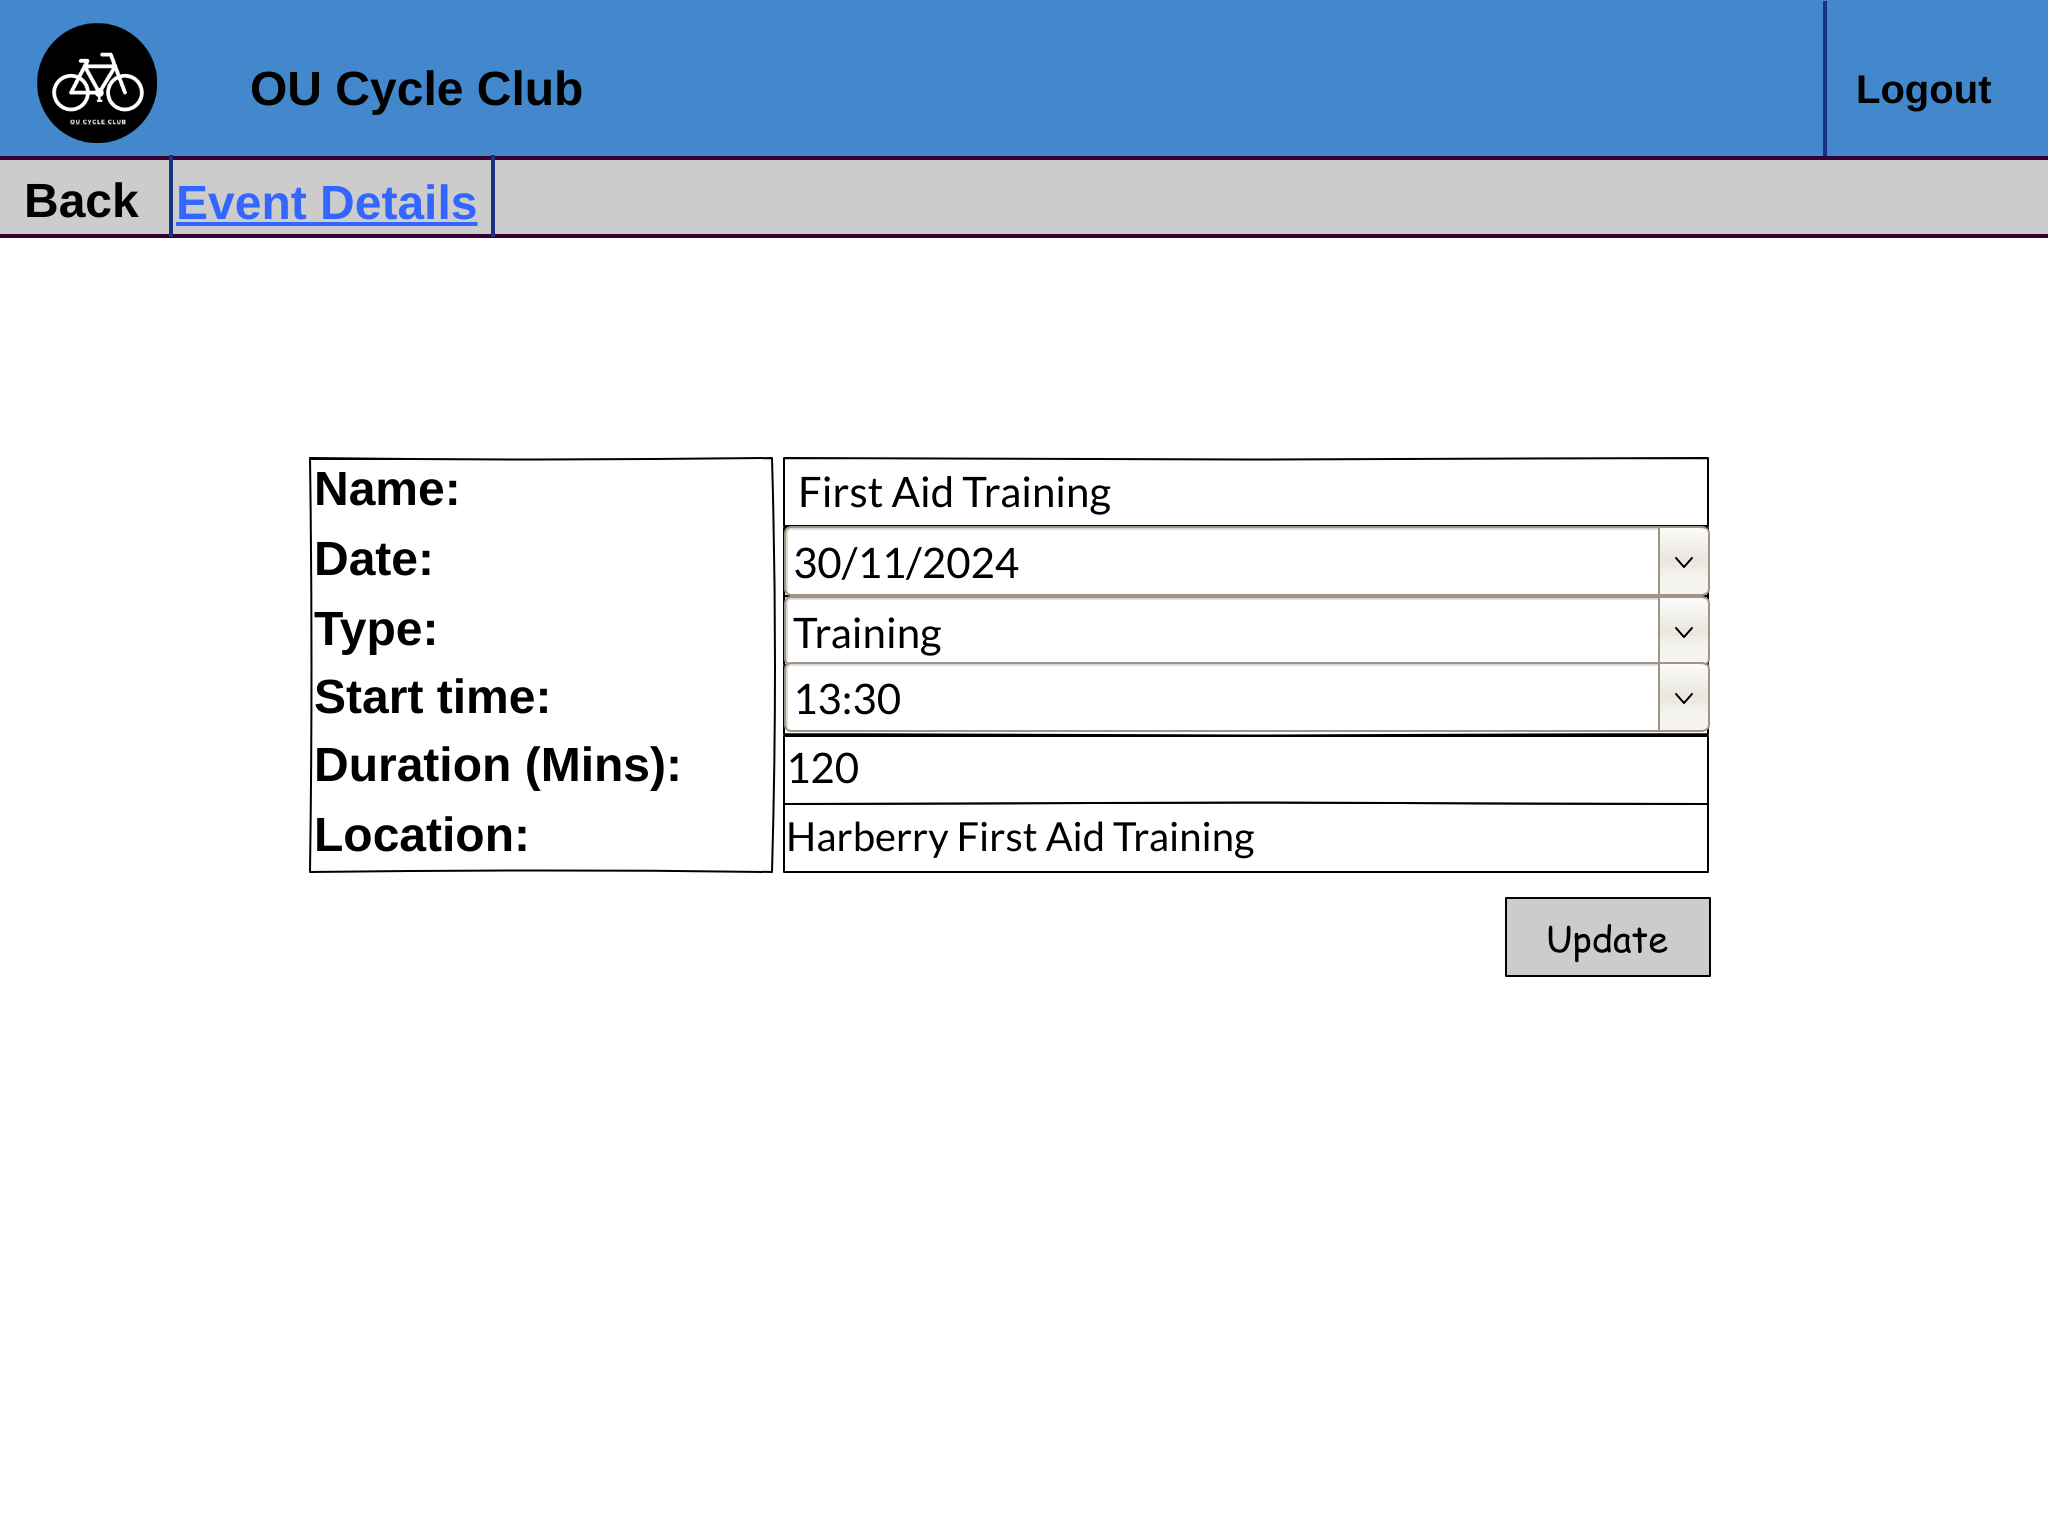 OU CYCLE CLUB
OU Cycle Club
Logout
Back
Event Details
Name:
First Aid Training
Date:
30/11/2024
Type:
Training
Start time:
13:30
Duration (Mins):
120
Location:
Harberry First Aid Training
Update